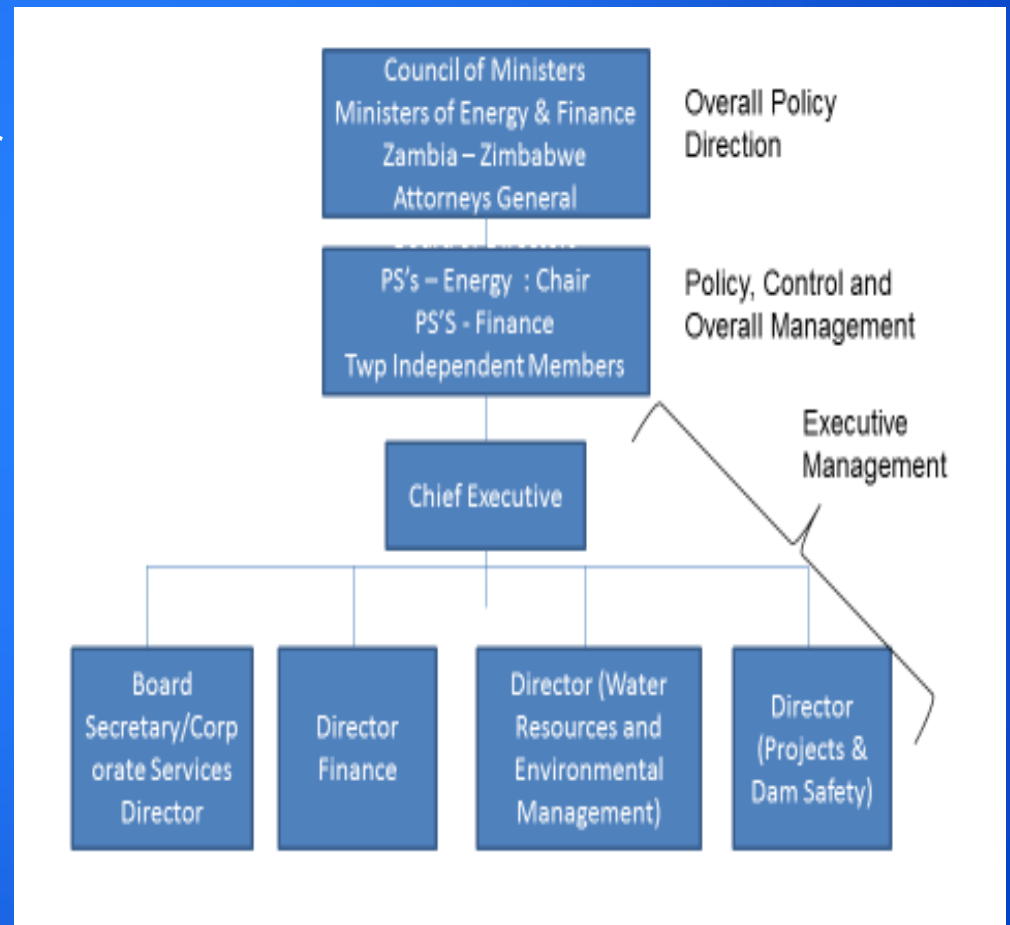 Council of Ministers
Ministers of Energy & Finance
Zambia – Zimbabwe
Attorneys General
Overall Policy
Direction
PS's – Energy : Chair
PS'S - Finance
Twp Independent Members
Policy, Control and
Overall Management
Executive
Management
Chief Executive
Board
Secretary/Corp
orate Services
Director
Director
Finance
Director (Water
Resources and
Environmental
Management)
Director
(Projects &
Dam Safety)